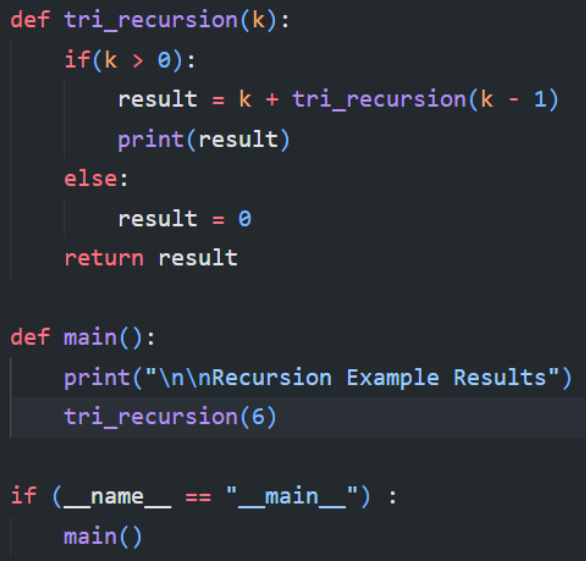 def tri_recursion(k):
    if(k > 0):
        result = k + tri_recursion(k - 1)
        print(result)
    else:
        result = 0
    return result

def main():
    print("\n\nRecursion Example Results")
    tri_recursion(6)

if (__name__ == "__main__") :
    main()